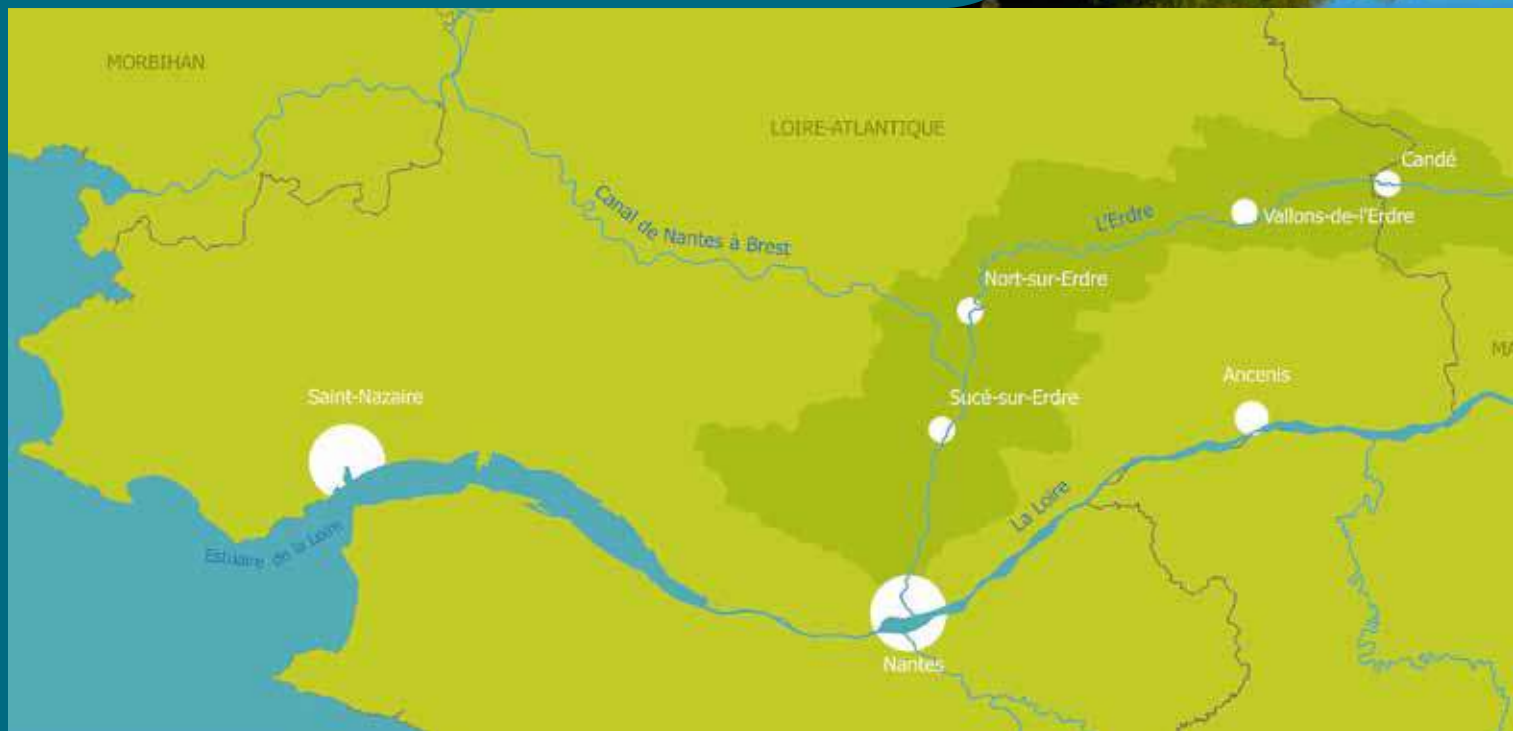 MORBIHAN
LOIRE-ATLANTIQUE
Candé
Canal de Nantes à Brest
L'Erdre
Vallons-de-l'Erdre
Nort-sur-Erdre
MA
Saint-Nazaire
Sucé-sur-Erdre
Ancenis
La Loire
Estuaire de la Loire
Nantes